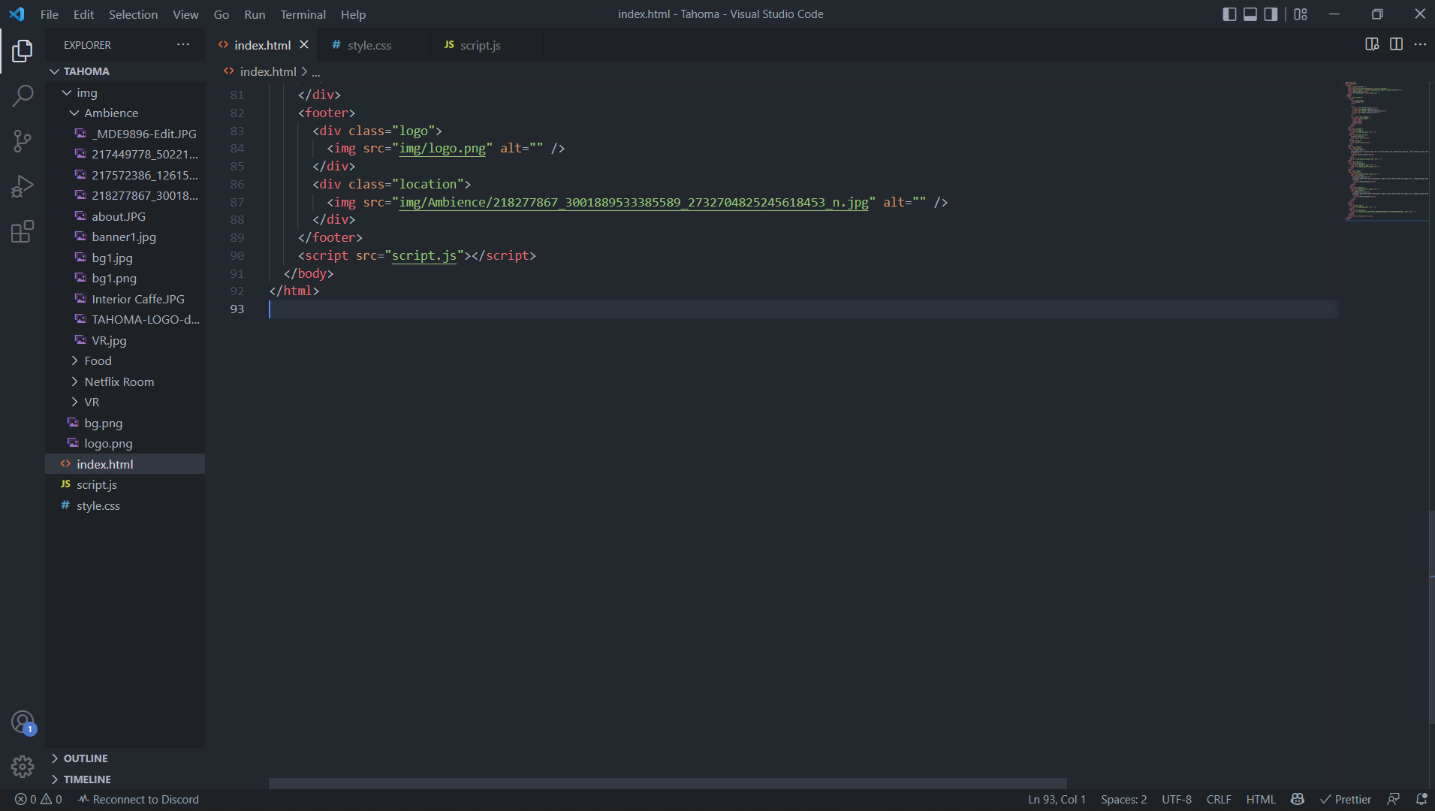 File Edit Selection View Go Run Terminal Help
index.html - Tahoma - Visual Studio Code
EXPLORER
TAHOMA
img
Ambience
_MDE9896-Edit.JPG
217449778_50221...
217572386_12615...
218277867_30018...
about.JPG
banner1.jpg
bg1.jpg
bg1.png
Interior Caffe.JPG
TAHOMA-LOGO-d...
VR.jpg
Food
Netflix Room
VR
bg.png
logo.png
index.html
JS script.js
# style.css
OUTLINE
TIMELINE
1
index.html
# style.css
JS script.js
index.html > ...
81 </div>
82 <footer>
83 <div class="logo">
84 <img src="img/logo.png" alt="" />
85 </div>
86 <div class="location">
87 <img src="img/Ambience/218277867_3001889533385589_2732704825245618453_n.jpg" alt="" />
88 </div>
89 </footer>
90 <script src="script.js"></script>
91 </body>
92 </html>
93
0 0 Reconnect to Discord
Ln 93, Col 1 Spaces: 2 UTF-8 CRLF HTML Prettier